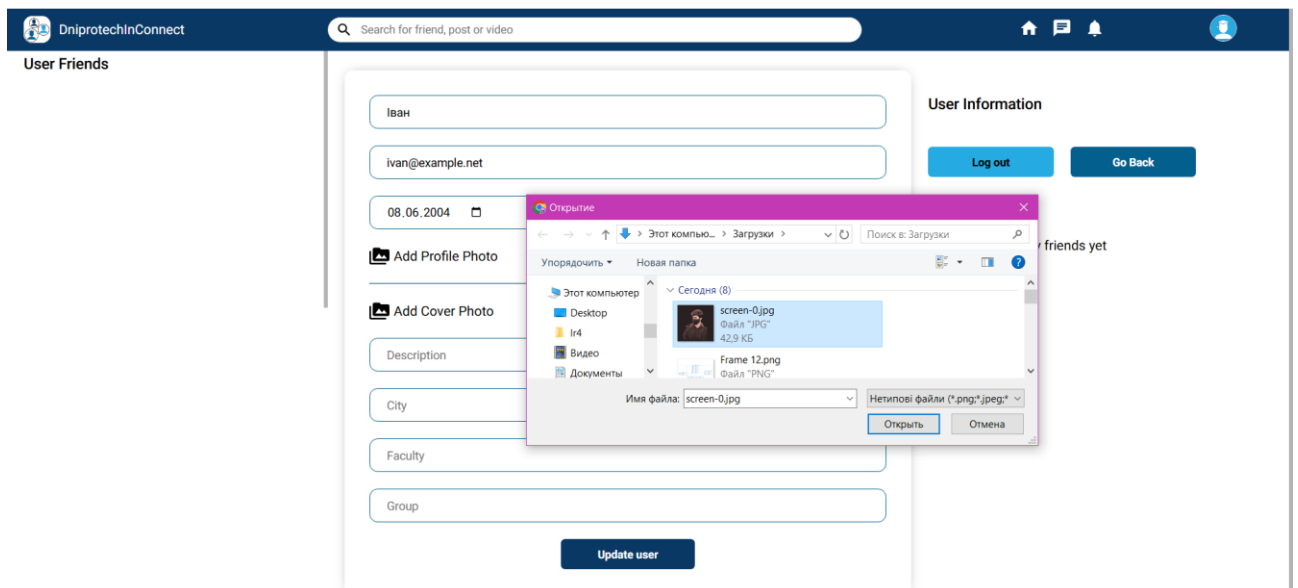 DniprotechInConnect
Search for friend, post or video
User Friends
Іван
ivan@example.net
08.06.2004
Add Profile Photo
Add Cover Photo
Description
City
Faculty
Group
Update user
User Information
Log out
Go Back
friends yet
Открытие
Этот компью... > Загрузки >
Поиск в: Загрузки
Упорядочить
Новая папка
Этот компьютер
Desktop
lr4
Видео
Документы
Сегодня (8)
screen-0.jpg
Файл "JPG"
42,9 КБ
Frame 12.png
Файл "PNG"
Имя файла: screen-0.jpg
Нетипові файли (*.png;*.jpeg;*
Открыть
Отмена